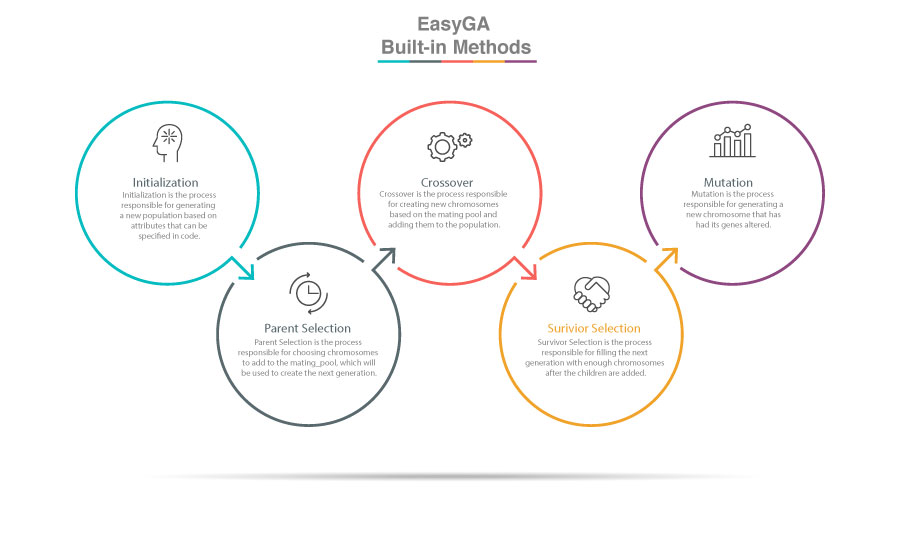 EasyGA
Built-in Methods
Initialization
Initialization is the process
responsible for generating
a new population based on
attributes that can be
specified in code.
Parent Selection
Parent Selection is the process
responsible for choosing chromosomes
to add to the mating_pool, which will
be used to create the next generation.
Crossover
Crossover is the process responsible
for creating new chromosomes
based on the mating pool and
adding them to the population.
Surivior Selection
Survivor Selection is the process
responsible for filling the next
generation with enough chromosomes
after the children are added.
Mutation
Mutation is the process
responsible for generating a
new chromosome that has
had its genes altered.